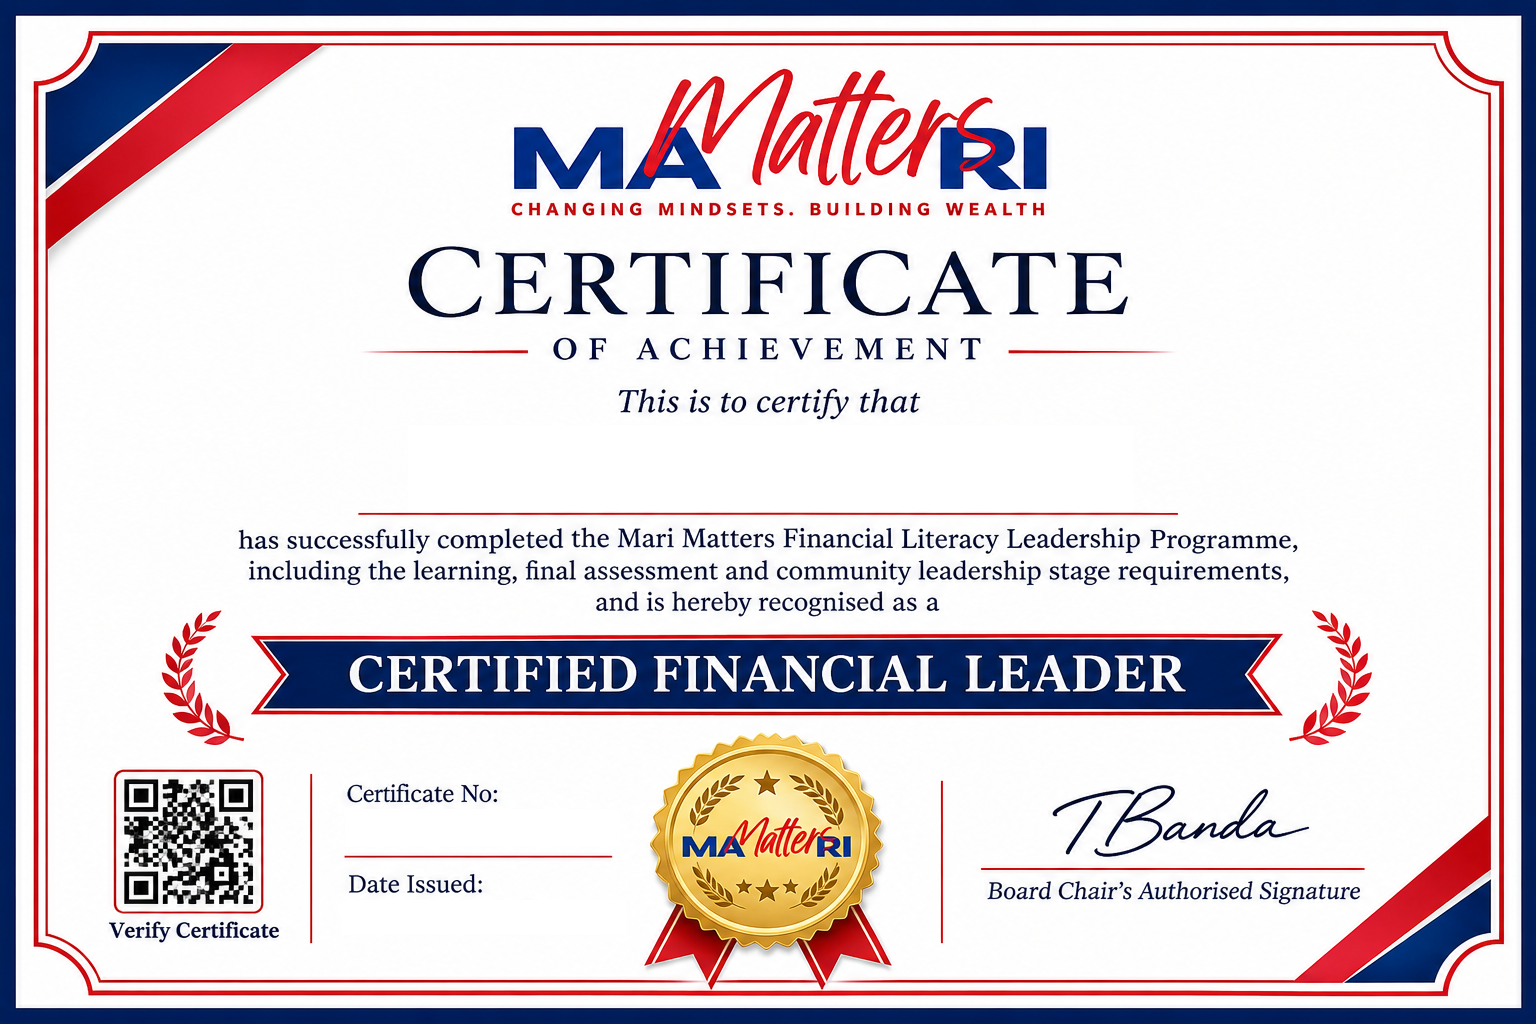 MA Matters RI
CHANGING MINDSETS. BUILDING WEALTH
CERTIFICATE
OF ACHIEVEMENT
This is to certify that
has successfully completed the Mari Matters Financial Literacy Leadership Programme,
including the learning, final assessment and community leadership stage requirements,
and is hereby recognised as a
CERTIFIED FINANCIAL LEADER
Verify Certificate
Certificate No:
Date Issued:
MA Matters RI
TBanda
Board Chair's Authorised Signature